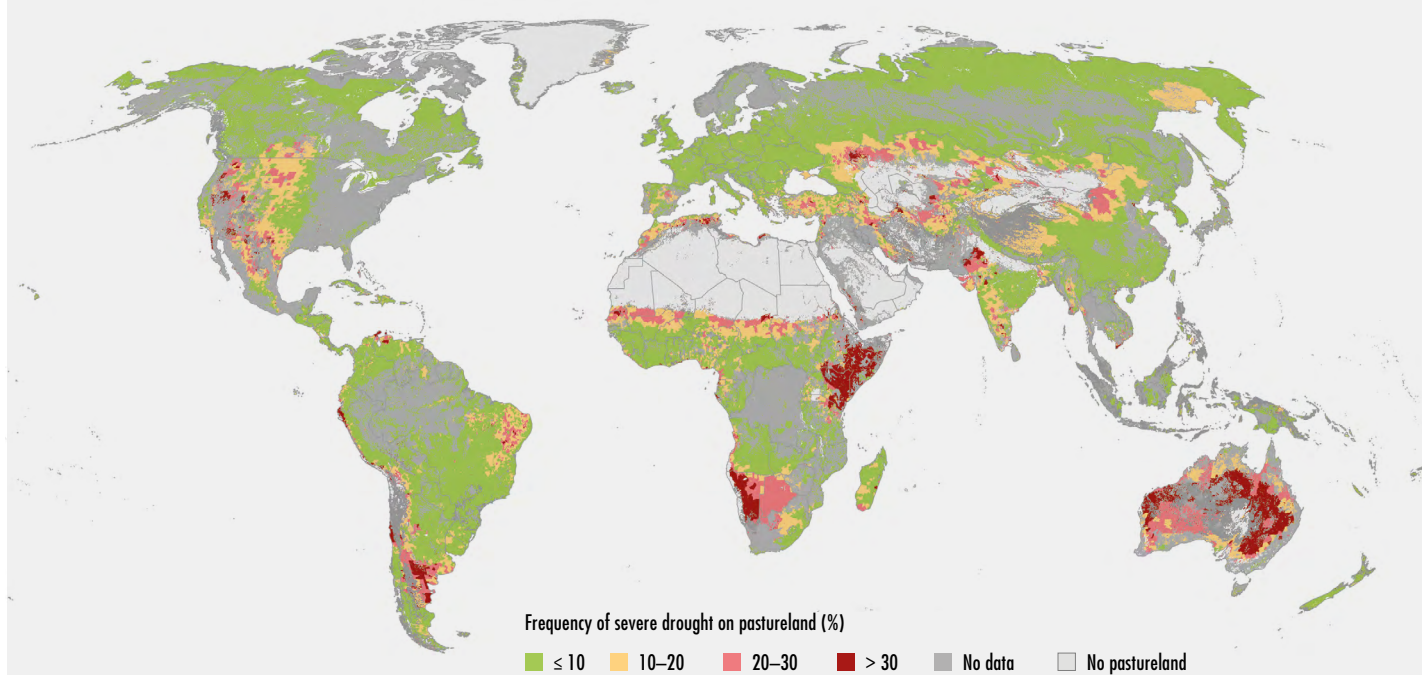 Frequency of severe drought on pastureland (%)
≤ 10 10–20 20–30 > 30 No data No pastureland